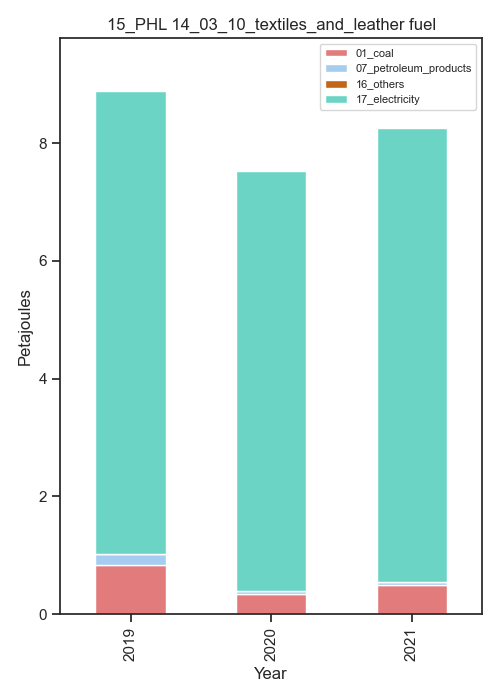 15_PHL 14_03_10_textiles_and_leather fuel
01_coal
07_petroleum_products
16_others
17_electricity
8
6
4
2
0
Petajoules
2019
2020
2021
Year